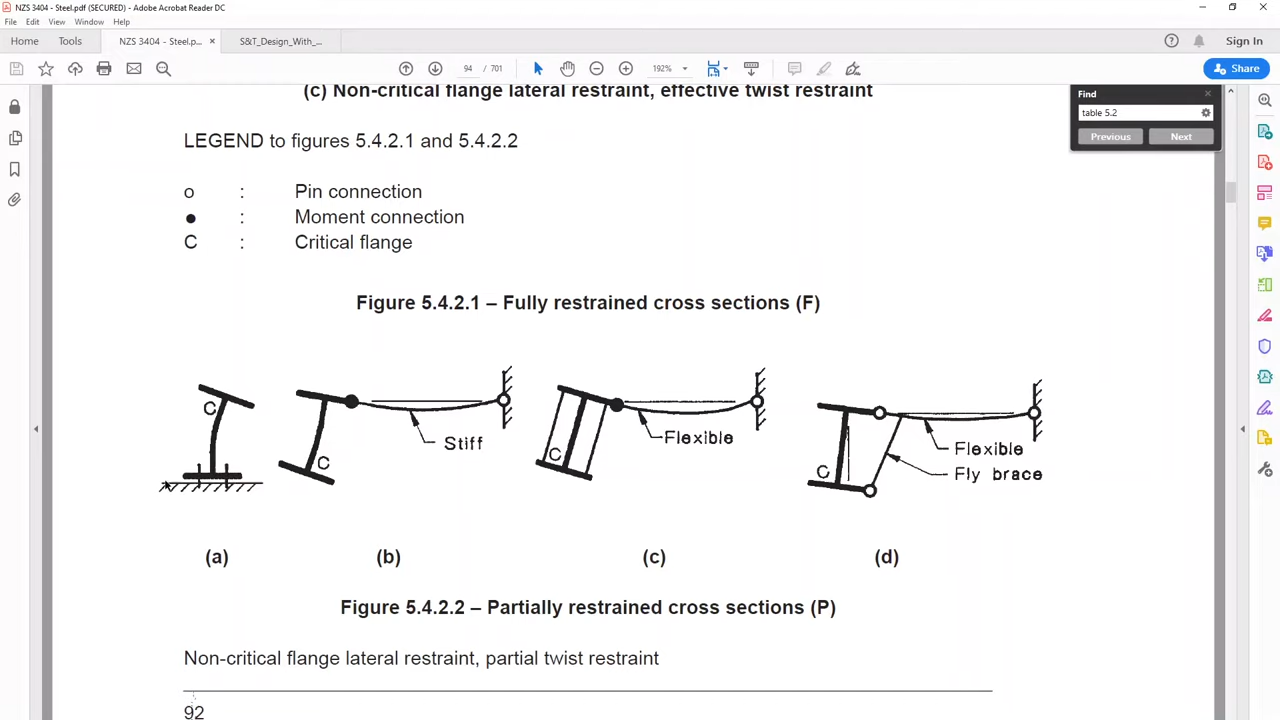 NZS 3404 - Steel.pdf (SECURED) - Adobe Acrobat Reader DC
File Edit View Window Help
Home Tools NZS 3404 - Steel.p... × S&T_Design_With_... Sign In
94 / 701 192% Share
(c) Non-critical flange lateral restraint, effective twist restraint
Find
table 5.2
Previous Next
LEGEND to figures 5.4.2.1 and 5.4.2.2
o : Pin connection
● : Moment connection
C : Critical flange
Figure 5.4.2.1 – Fully restrained cross sections (F)
C
C Stiff
C Flexible
C Flexible
Fly brace
(a) (b) (c) (d)
Figure 5.4.2.2 – Partially restrained cross sections (P)
Non-critical flange lateral restraint, partial twist restraint
92